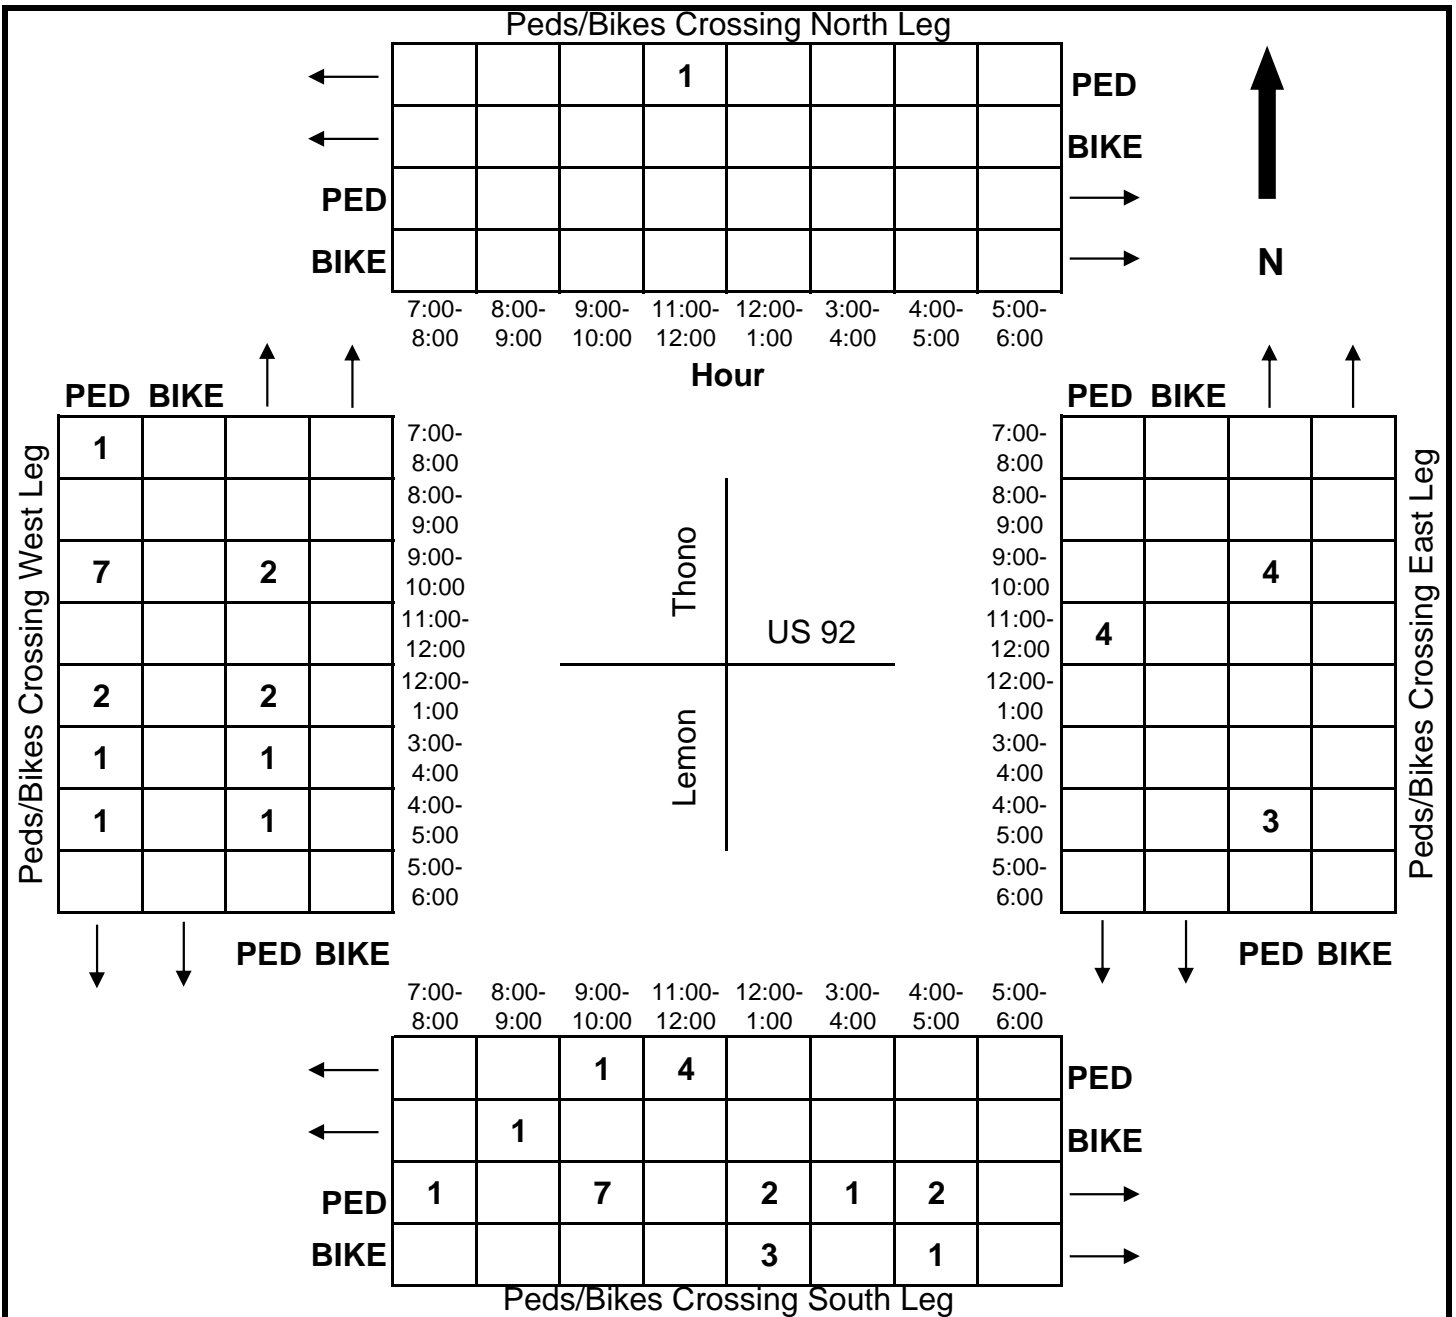 Peds/Bikes Crossing North Leg
1
PED
BIKE
PED
BIKE
N
7:00- 8:00- 9:00- 11:00- 12:00- 3:00- 4:00- 5:00-
8:00 9:00 10:00 12:00 1:00 4:00 5:00 6:00
Hour
Peds/Bikes Crossing West Leg
PED BIKE
1
7 2
2 2
1 1
1 1
PED BIKE
7:00-
8:00
8:00-
9:00
9:00-
10:00
11:00-
12:00
12:00-
1:00
3:00-
4:00
4:00-
5:00
5:00-
6:00
Thono
US 92
Lemon
7:00-
8:00
8:00-
9:00
9:00-
10:00
11:00-
12:00
12:00-
1:00
3:00-
4:00
4:00-
5:00
5:00-
6:00
PED BIKE
4
4
3
PED BIKE
Peds/Bikes Crossing East Leg
7:00- 8:00- 9:00- 11:00- 12:00- 3:00- 4:00- 5:00-
8:00 9:00 10:00 12:00 1:00 4:00 5:00 6:00
1 4 PED
1 BIKE
PED 1 7 2 1 2
BIKE 3 1
Peds/Bikes Crossing South Leg